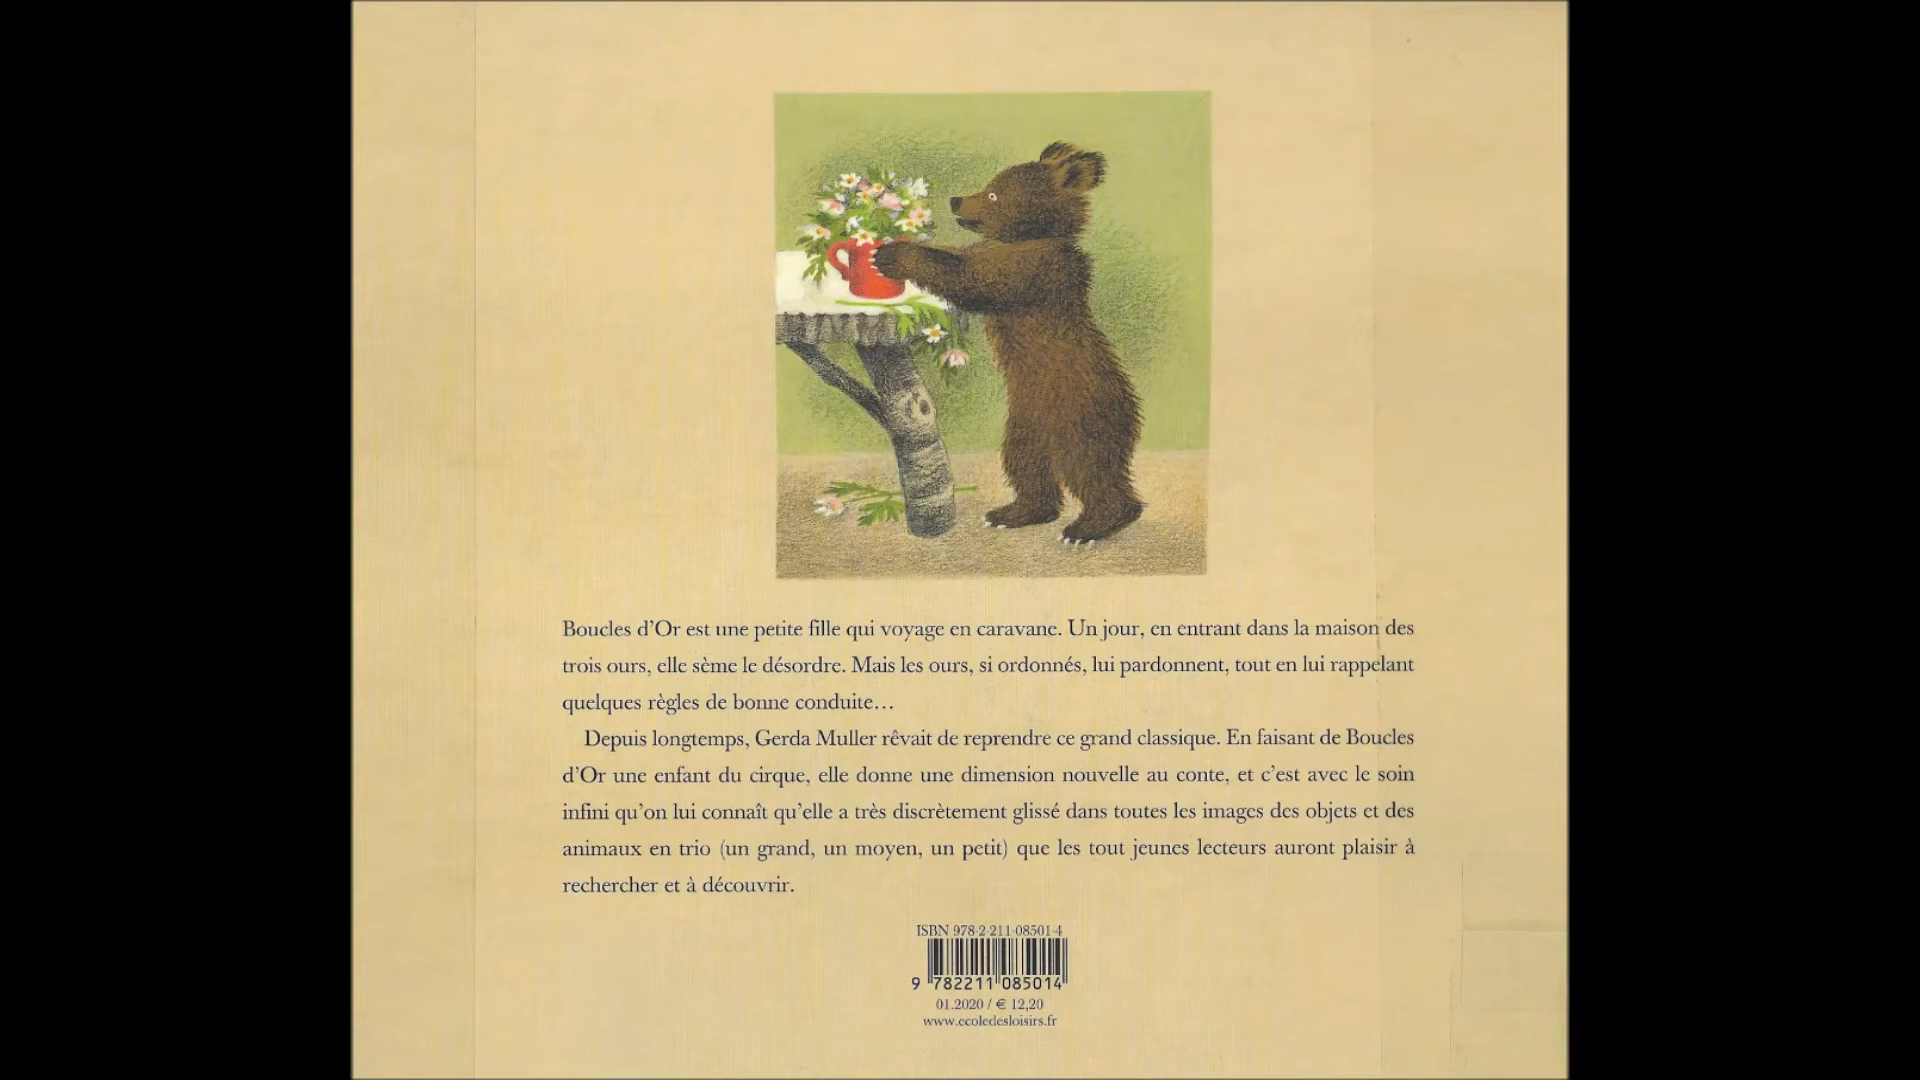 Boucles d'Or est une petite fille qui voyage en caravane. Un jour, en entrant dans la maison des
trois ours, elle sème le désordre. Mais les ours, si ordonnés, lui pardonnent, tout en lui rappelant
quelques règles de bonne conduite…
Depuis longtemps, Gerda Muller rêvait de reprendre ce grand classique. En faisant de Boucles
d'Or une enfant du cirque, elle donne une dimension nouvelle au conte, et c'est avec le soin
infini qu'on lui connaît qu'elle a très discrètement glissé dans toutes les images des objets et des
animaux en trio (un grand, un moyen, un petit) que les tout jeunes lecteurs auront plaisir à
rechercher et à découvrir.
ISBN 978-2-211-08501-4
9 782211 085014
01.2020 / € 12,20
www.ecoledesloisirs.fr